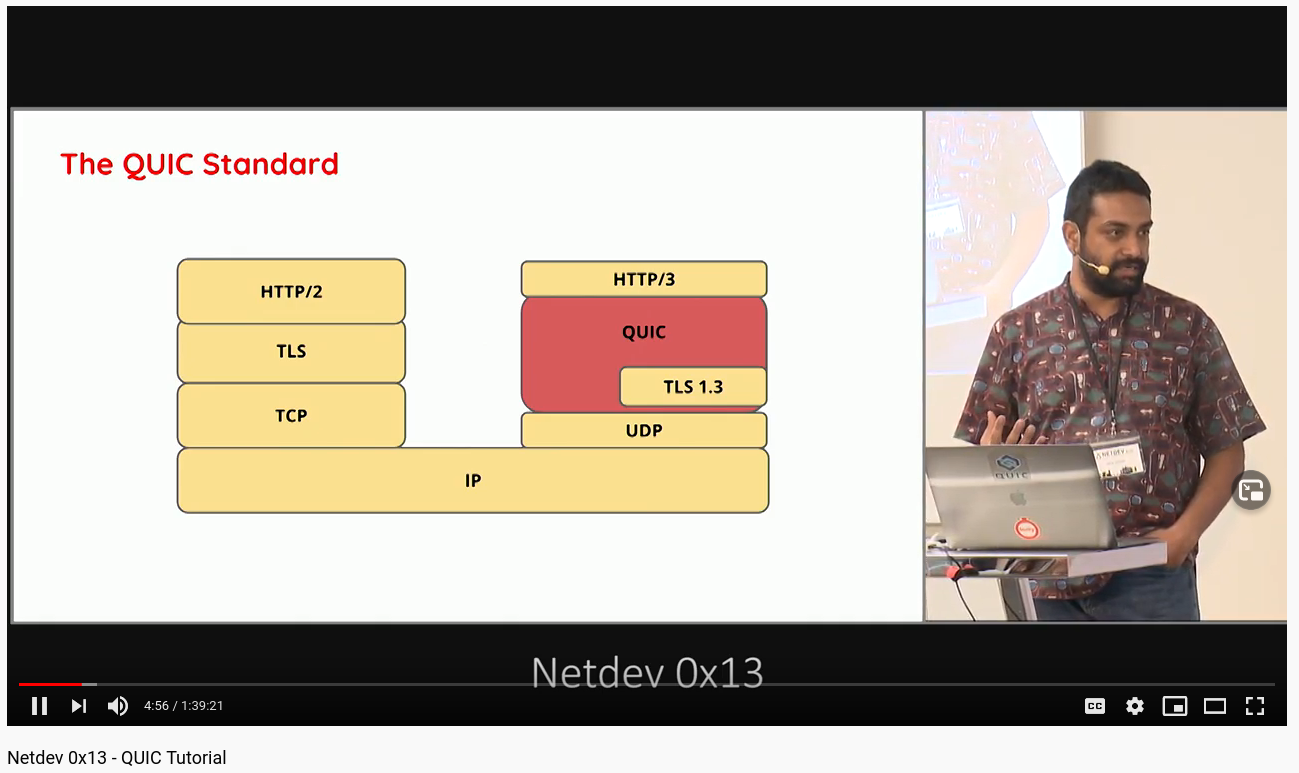 The QUIC Standard
HTTP/2
HTTP/3
QUIC
TLS
TLS 1.3
TCP
UDP
IP
NETDEV
QUIC
Netdev 0x13
4:56 / 1:39:21
CC
Netdev 0x13 - QUIC Tutorial